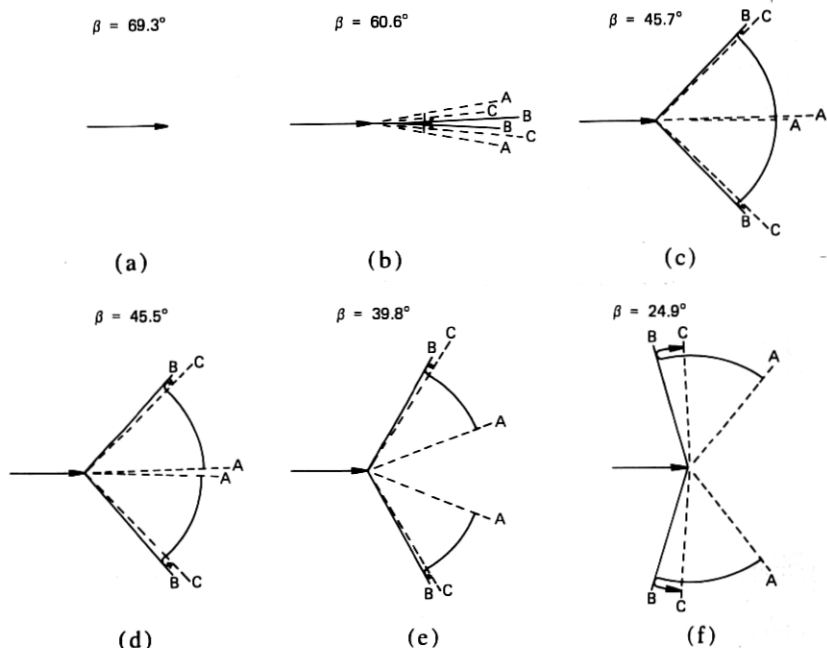 β = 69.3°
(a)
β = 60.6°
A
C
B
B
C
A
(b)
β = 45.7°
B C
A
A
B
C
(c)
β = 45.5°
B C
A
A
B C
(d)
β = 39.8°
B
C
A
A
B
C
(e)
β = 24.9°
B
C
A
A
B
C
(f)